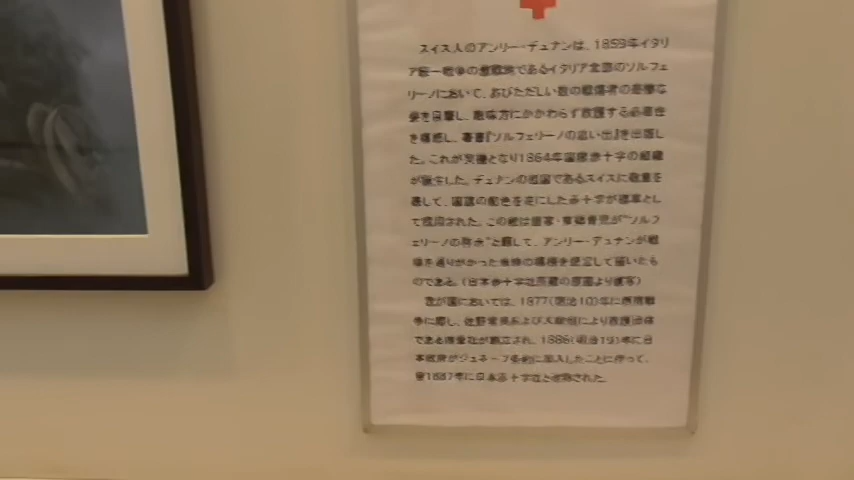 スイス人のアンリー・デュナンは、1859年イタリ
ア統一戦争の激戦地であるイタリア北部のソルフェ
リーノにおいて、おびただしい数の戦傷者の悲惨な
姿を目撃し、敵味方にかかわらず救護する必要性
を痛感し、著書『ソルフェリーノの思い出』を出版し
た。これが契機となり1864年国際赤十字の組織
が誕生した。デュナンの祖国であるスイスに敬意を
表して、国旗の配色を逆にした赤十字が標章とし
て採用された。この絵は画家・東郷青児が“ソルフ
ェリーノの啓示”と題して、アンリー・デュナンが戦
場を通りがかった当時の模様を想定して描いたも
のである。(日本赤十字社所蔵の原画より複写)
我が国においては、1877(明治10)年に西南戦
争に際し、佐野常民および大給恒により救護団体
である博愛社が創立され、1886(明治19)年に日
本政府がジュネーブ条約に加入したことに伴って、
翌1887年に日本赤十字社と改称された。